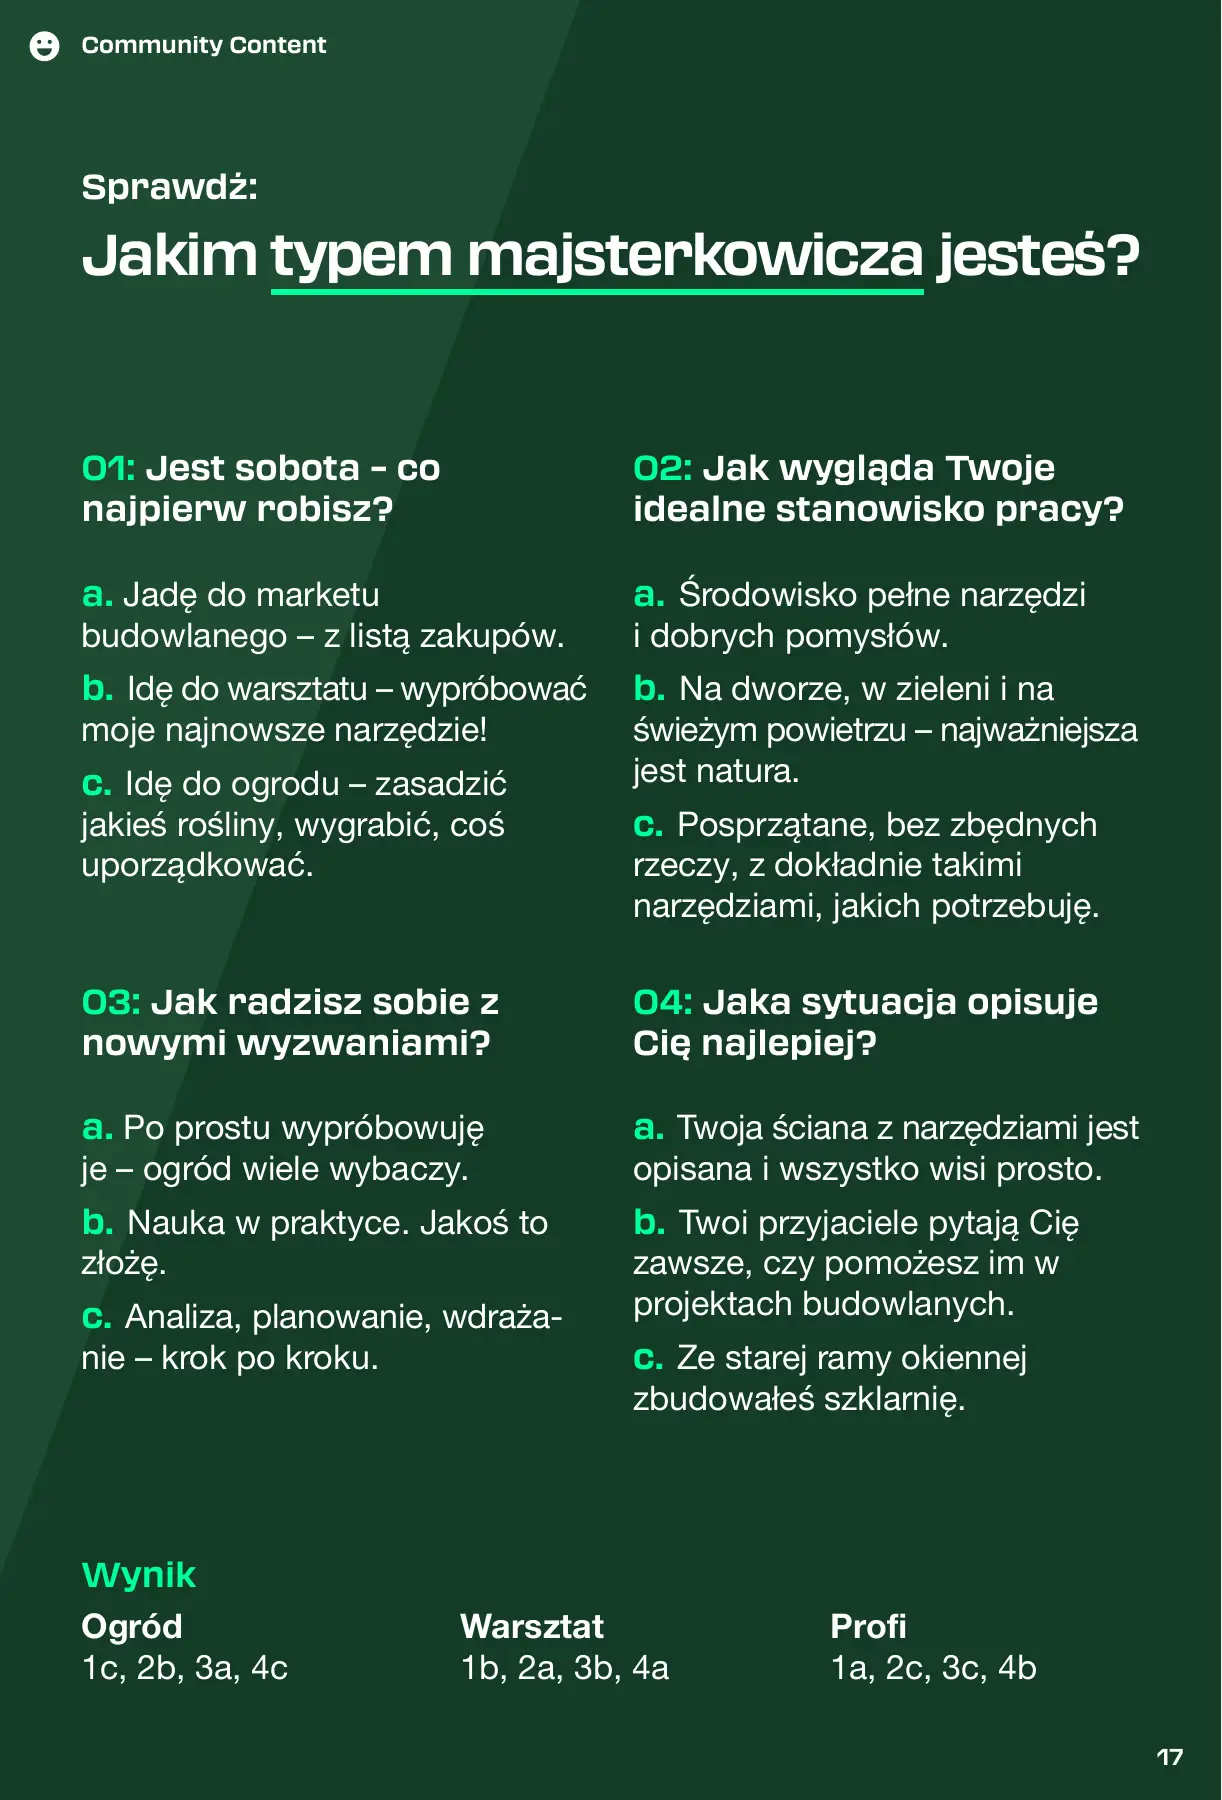 Community Content
Sprawdź:
Jakim typem majsterkowicza jesteś?
01: Jest sobota – co
najpierw robisz?
a. Jadę do marketu
budowlanego – z listą zakupów.
b. Idę do warsztatu – wypróbować
moje najnowsze narzędzie!
c. Idę do ogrodu – zasadzić
jakieś rośliny, wygrabić, coś
uporządkować.
02: Jak wygląda Twoje
idealne stanowisko pracy?
a. Środowisko pełne narzędzi
i dobrych pomysłów.
b. Na dworze, w zieleni i na
świeżym powietrzu – najważniejsza
jest natura.
c. Posprzątane, bez zbędnych
rzeczy, z dokładnie takimi
narzędziami, jakich potrzebuję.
03: Jak radzisz sobie z
nowymi wyzwaniami?
a. Po prostu wypróbowuję
je – ogród wiele wybaczy.
b. Nauka w praktyce. Jakoś to
złożę.
c. Analiza, planowanie, wdraża-
nie – krok po kroku.
04: Jaka sytuacja opisuje
Cię najlepiej?
a. Twoja ściana z narzędziami jest
opisana i wszystko wisi prosto.
b. Twoi przyjaciele pytają Cię
zawsze, czy pomożesz im w
projektach budowlanych.
c. Ze starej ramy okiennej
zbudowałeś szklarnię.
Wynik
Ogród
1c, 2b, 3a, 4c
Warsztat
1b, 2a, 3b, 4a
Profi
1a, 2c, 3c, 4b
17